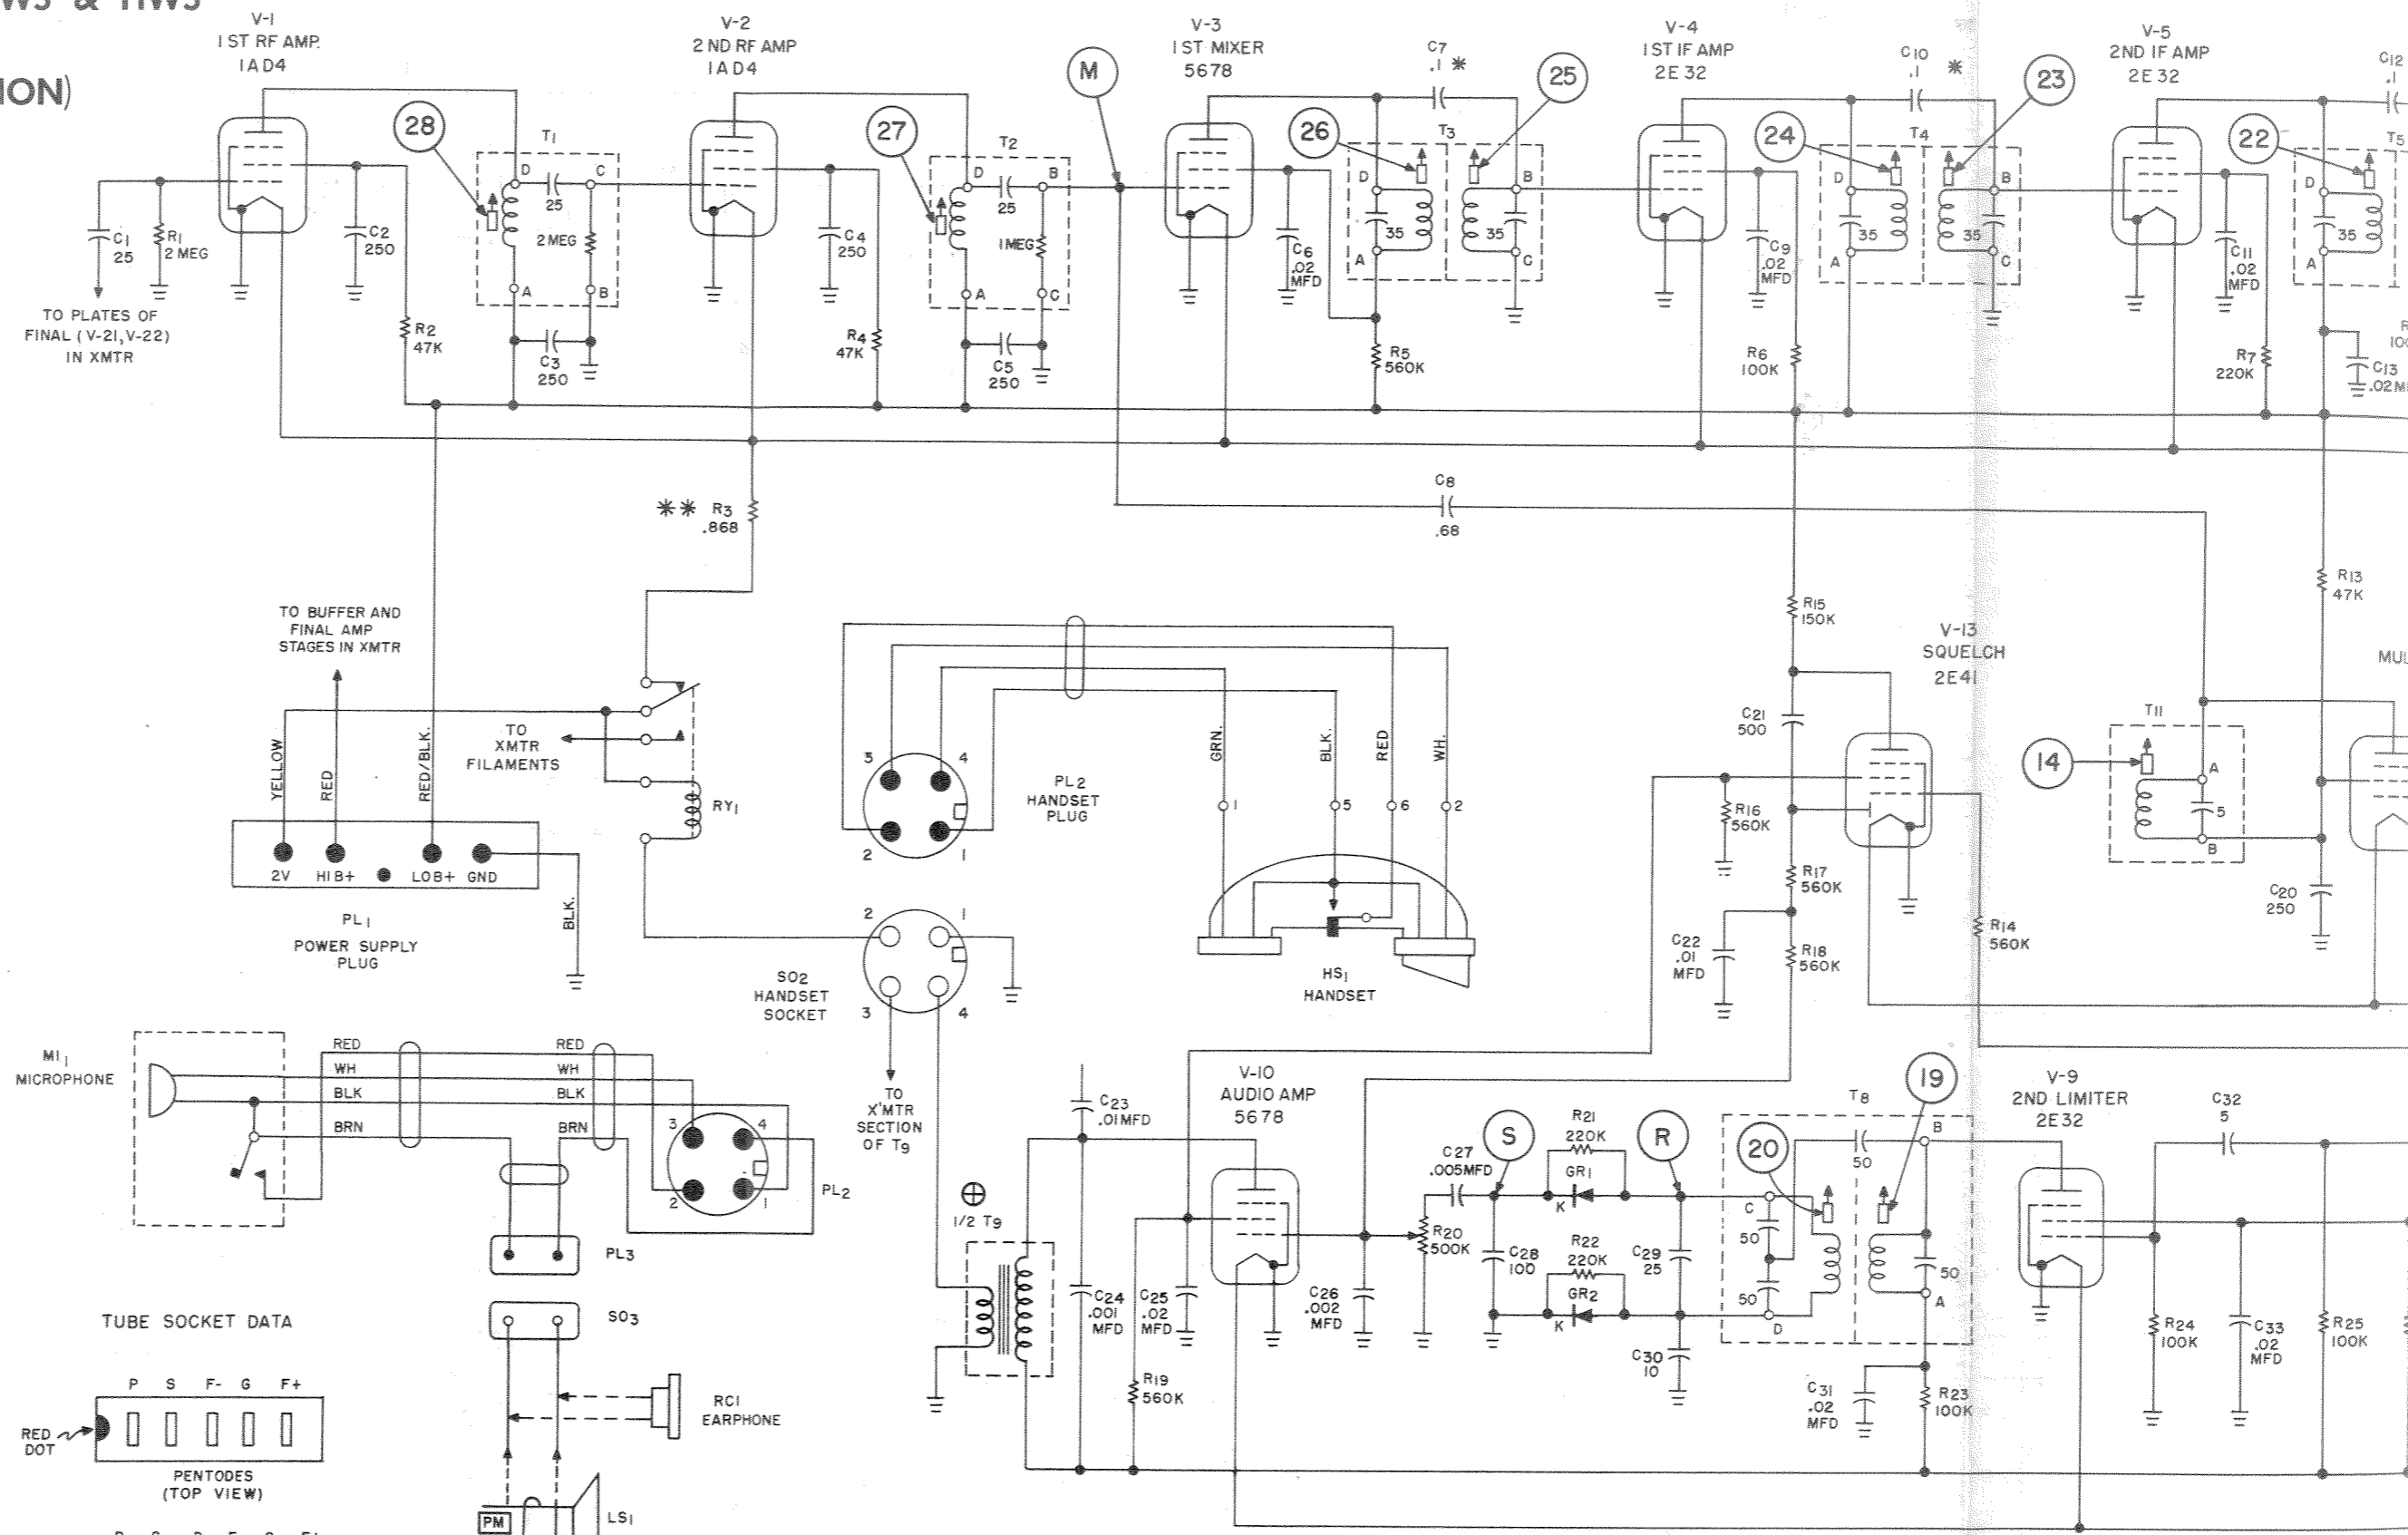 W3 & HW3
ION)
V-1
1ST RF AMP.
1AD4
V-2
2ND RF AMP
1AD4
V-3
1ST MIXER
5678
V-4
1ST IF AMP
2E32
V-5
2ND IF AMP
2E32
28
T1
D
C
25
2 MEG
A
B
C1
25
R1
2 MEG
C2
250
R2
47K
C3
250
TO PLATES OF
FINAL (V-21, V-22)
IN XMTR
27
T2
D
B
25
1 MEG
A
C
C4
250
R4
47K
C5
250
M
C7
.1 *
26
25
T3
D
B
35
35
A
C
C6
.02
MFD
R5
560K
C10
.1
*
24
23
T4
D
B
35
35
A
C
C9
.02
MFD
R6
100K
C12
.1
22
T5
D
35
A
C11
.02
MFD
R7
220K
C13
.02M
** R3
.868
C8
.68
R13
47K
TO BUFFER AND
FINAL AMP
STAGES IN XMTR
YELLOW
RED
RED/BLK.
TO
XMTR
FILAMENTS
RY1
2V
HI B+
LO B+
GND
BLK.
PL1
POWER SUPPLY
PLUG
3
4
2
1
PL2
HANDSET
PLUG
GRN.
BLK.
RED
WH.
1
5
6
2
HS1
HANDSET
2
1
3
4
SO2
HANDSET
SOCKET
TO
X'MTR
SECTION
OF T9
R15
150K
V-13
SQUELCH
2E41
C21
500
R16
560K
R17
560K
C22
.01
MFD
R18
560K
R14
560K
MUL
T11
14
A
5
B
C20
250
MI1
MICROPHONE
RED
WH
BLK
BRN
RED
WH
BLK
BRN
3
4
2
1
PL2
PL3
SO3
RC1
EARPHONE
PM
LS1
TUBE SOCKET DATA
P S F- G F+
RED
DOT
PENTODES
(TOP VIEW)
1/2 T9
C23
.01MFD
C24
.001
MFD
C25
.02
MFD
R19
560K
V-10
AUDIO AMP
5678
C26
.002
MFD
R20
500K
C27
.005MFD
S
R21
220K
GR1
K
C28
100
R22
220K
GR2
K
R
C29
25
C30
10
T8
20
19
50
B
C
50
50
D
50
A
C31
.02
MFD
R23
100K
V-9
2ND LIMITER
2E32
C32
5
R24
100K
C33
.02
MFD
R25
100K